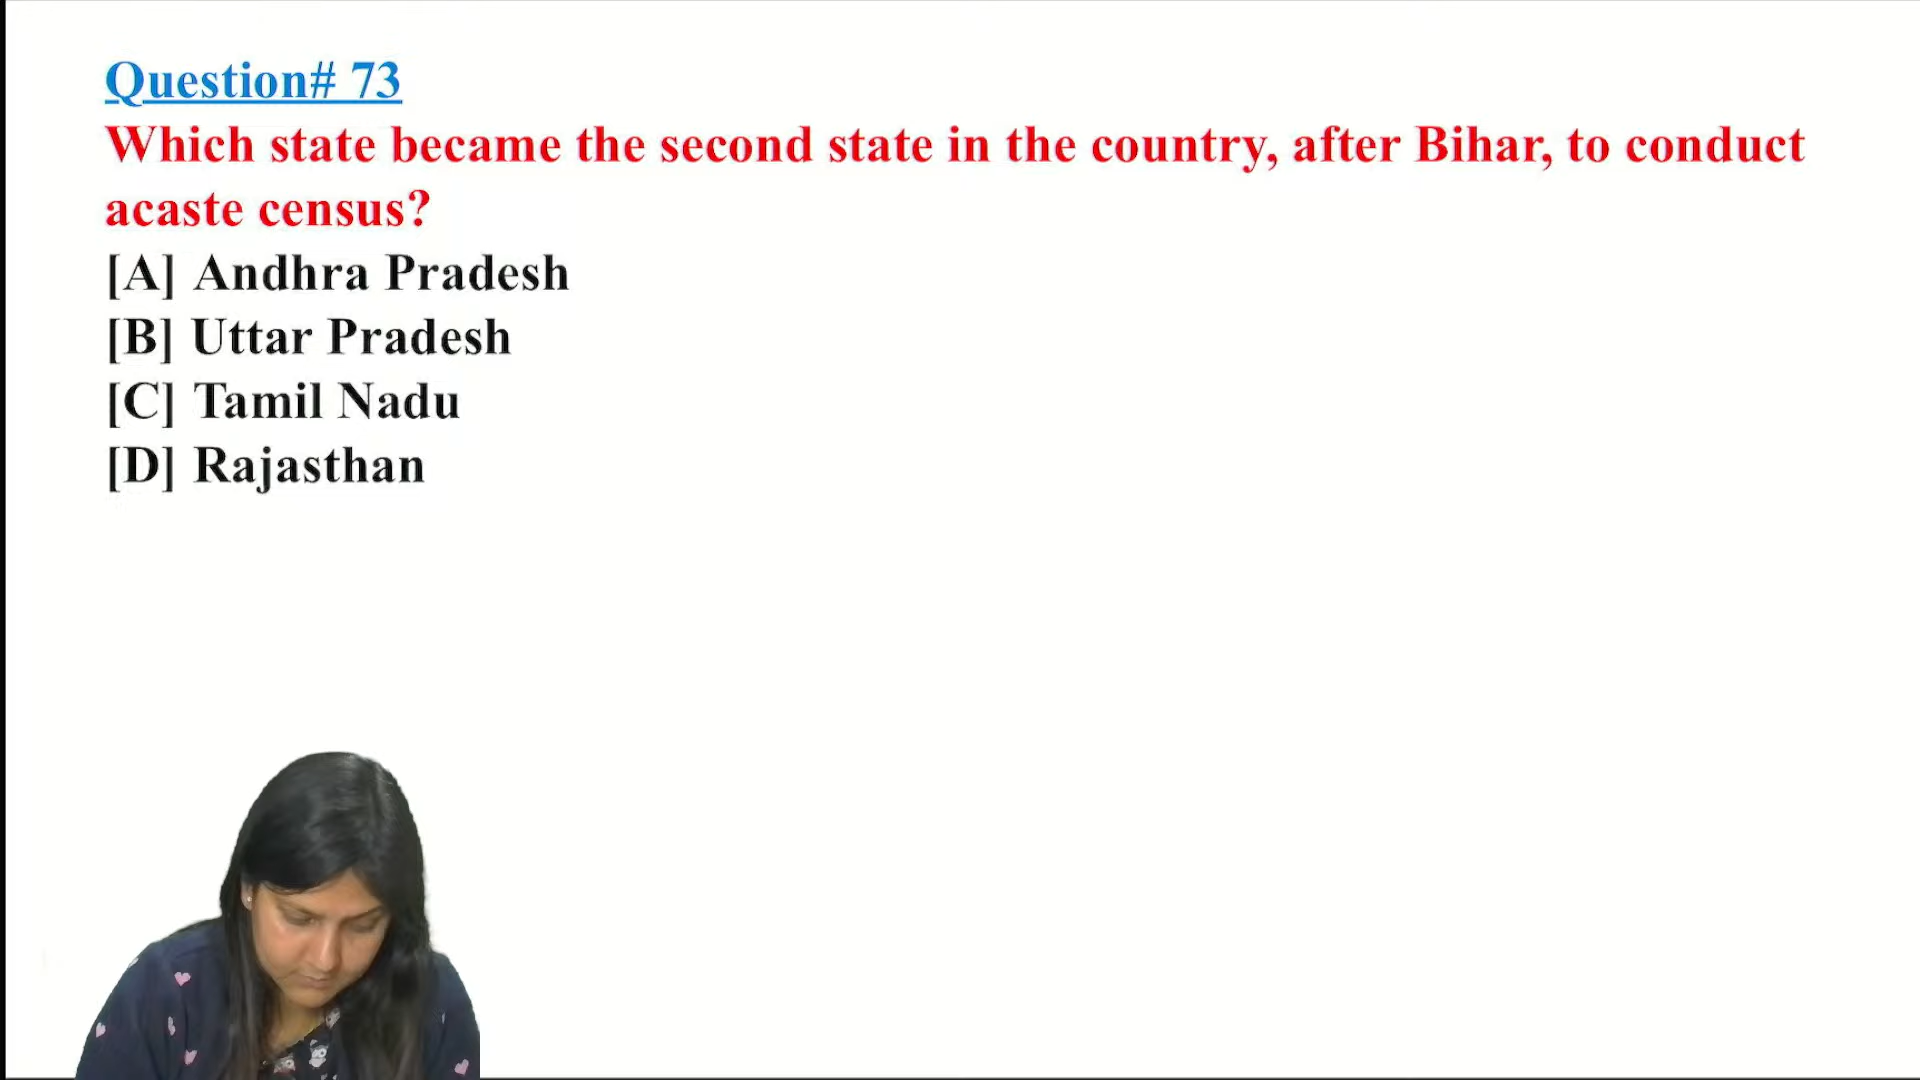 Question# 73
Which state became the second state in the country, after Bihar, to conduct
acaste census?
[A] Andhra Pradesh
[B] Uttar Pradesh
[C] Tamil Nadu
[D] Rajasthan